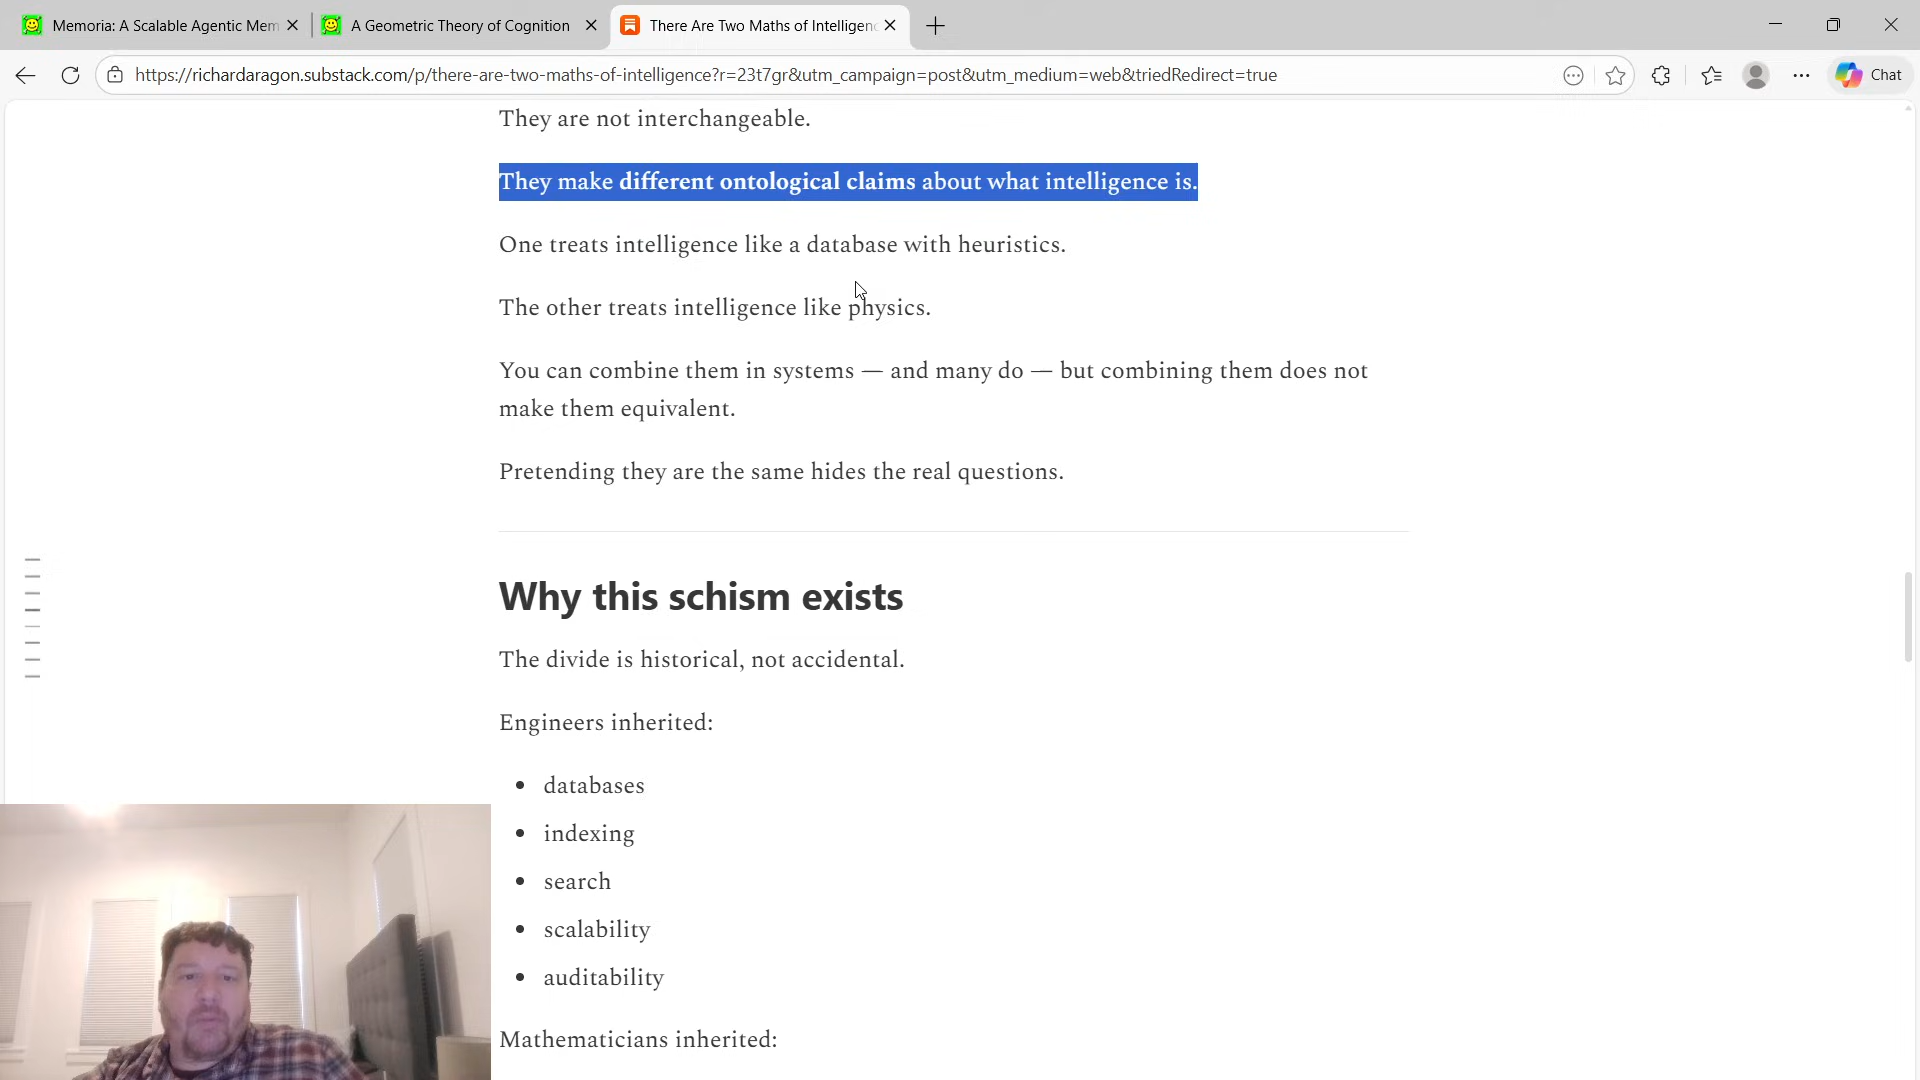 Memoria: A Scalable Agentic Mem
A Geometric Theory of Cognition
There Are Two Maths of Intelligenc
https://richardaragon.substack.com/p/there-are-two-maths-of-intelligence?r=23t7gr&utm_campaign=post&utm_medium=web&triedRedirect=true
Chat
They are not interchangeable.
They make different ontological claims about what intelligence is.
One treats intelligence like a database with heuristics.
The other treats intelligence like physics.
You can combine them in systems — and many do — but combining them does not
make them equivalent.
Pretending they are the same hides the real questions.
Why this schism exists
The divide is historical, not accidental.
Engineers inherited:
• databases
• indexing
• search
• scalability
• auditability
Mathematicians inherited: